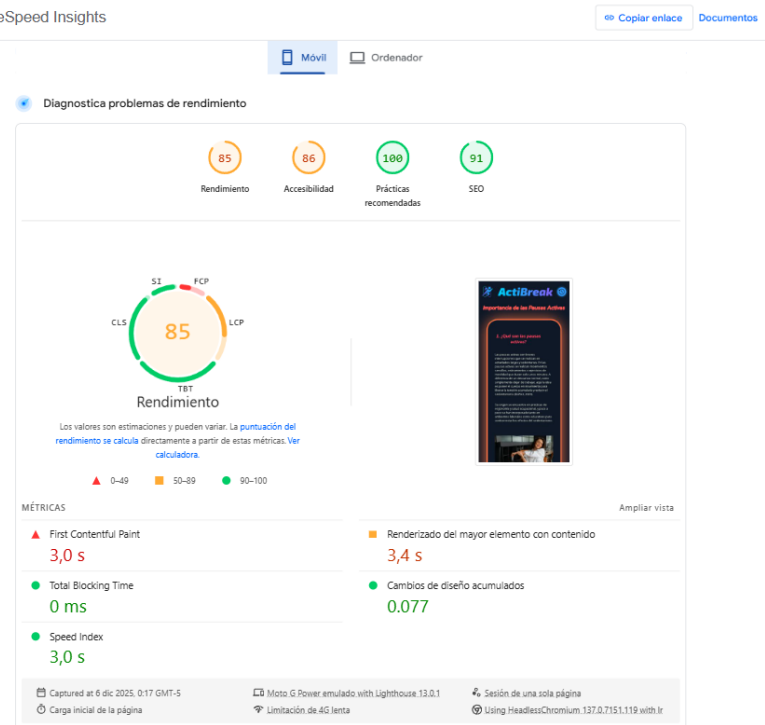 eSpeed Insights
Copiar enlace
Documentos
Móvil
Ordenador
Diagnostica problemas de rendimiento
85
86
100
91
Rendimiento
Accesibilidad
Prácticas
recomendadas
SEO
SI
FCP
CLS
LCP
85
TBT
Rendimiento
Los valores son estimaciones y pueden variar. La puntuación del
rendimiento se calcula directamente a partir de estas métricas. Ver
calculadora.
0–49
50–89
90–100
ActiBreak
Importancia de las Pausas Activas
¿Qué son las pausas
activas?
MÉTRICAS
Ampliar vista
First Contentful Paint
3,0 s
Renderizado del mayor elemento con contenido
3,4 s
Total Blocking Time
0 ms
Cambios de diseño acumulados
0.077
Speed Index
3,0 s
Captured at 6 dic 2025, 0:17 GMT-5
Moto G Power emulado with Lighthouse 13.0.1
Sesión de una sola página
Carga inicial de la página
Limitación de 4G lenta
Using HeadlessChromium 137.0.7151.119 with lr